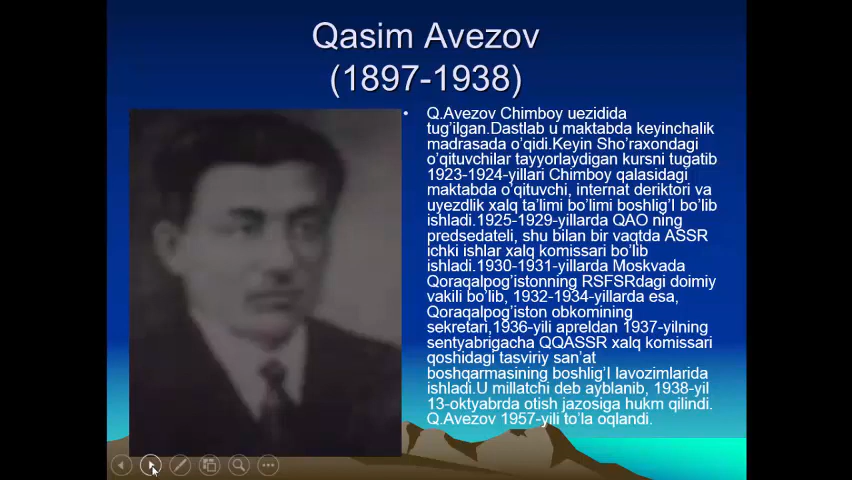 Qasim Avezov
(1897-1938)
• Q.Avezov Chimboy uezidida
tug’ilgan.Dastlab u maktabda keyinchalik
madrasada o’qidi.Keyin Sho’raxondagi
o’qituvchilar tayyorlaydigan kursni tugatib
1923-1924-yillari Chimboy qalasidagi
maktabda o’qituvchi, internat deriktori va
uyezdlik xalq ta’limi bo’limi boshlig’I bo’lib
ishladi.1925-1929-yillarda QAO ning
predsedateli, shu bilan bir vaqtda ASSR
ichki ishlar xalq komissari bo’lib
ishladi.1930-1931-yillarda Moskvada
Qoraqalpog’istonning RSFSRdagi doimiy
vakili bo’lib, 1932-1934-yillarda esa,
Qoraqalpog’iston obkomining
sekretari,1936-yili apreldan 1937-yilning
sentyabrigacha QQASSR xalq komissari
qoshidagi tasviriy san’at
boshqarmasining boshlig’I lavozimlarida
ishladi.U millatchi deb ayblanib, 1938-yil
13-oktyabrda otish jazosiga hukm qilindi.
Q.Avezov 1957-yili to’la oqlandi.